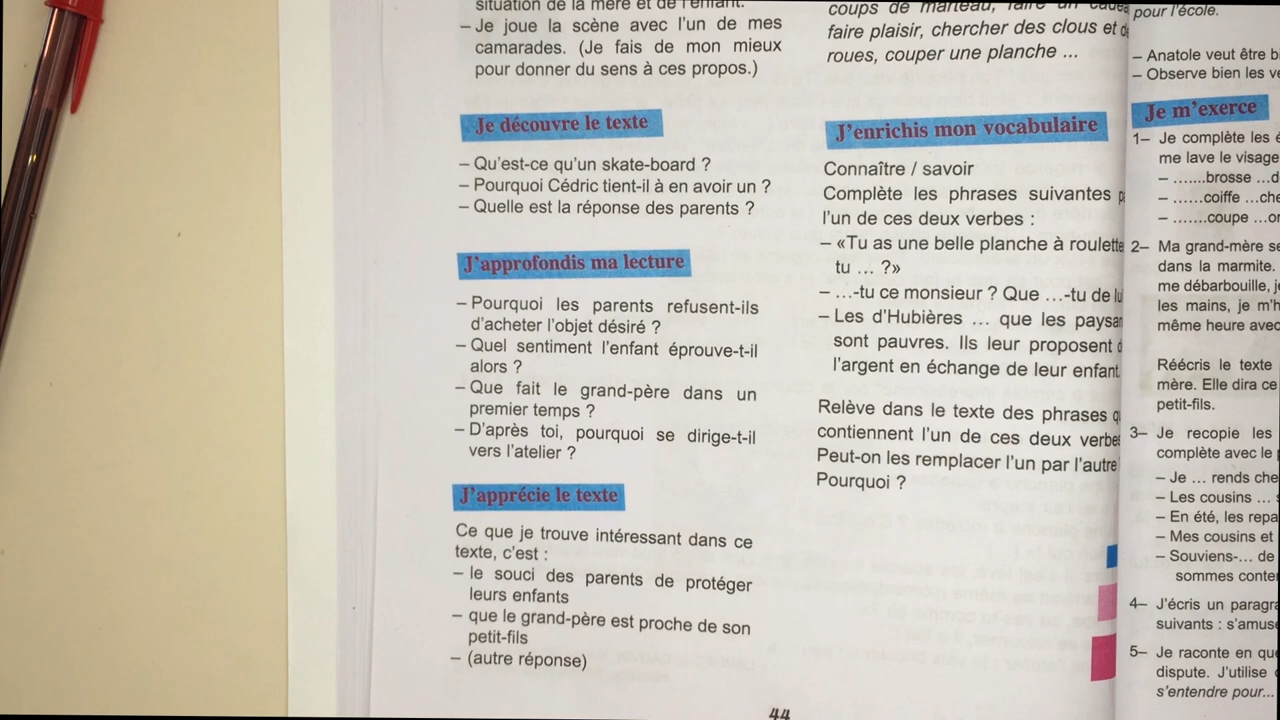 situation de la mère et de l'enfant.
– Je joue la scène avec l'un de mes
camarades. (Je fais de mon mieux
pour donner du sens à ces propos.)
Je découvre le texte
– Qu'est-ce qu'un skate-board ?
– Pourquoi Cédric tient-il à en avoir un ?
– Quelle est la réponse des parents ?
J'approfondis ma lecture
– Pourquoi les parents refusent-ils
d'acheter l'objet désiré ?
– Quel sentiment l'enfant éprouve-t-il
alors ?
– Que fait le grand-père dans un
premier temps ?
– D'après toi, pourquoi se dirige-t-il
vers l'atelier ?
J'apprécie le texte
Ce que je trouve intéressant dans ce
texte, c'est :
– le souci des parents de protéger
leurs enfants
– que le grand-père est proche de son
petit-fils
– (autre réponse)
coups de marteau, faire un
faire plaisir, chercher des clous et
roues, couper une planche ...
J'enrichis mon vocabulaire
Connaître / savoir
Complète les phrases suivantes
l'un de ces deux verbes :
– «Tu as une belle planche à roulette
tu ... ?»
– ...-tu ce monsieur ? Que ...-tu de
– Les d'Hubières ... que les
sont pauvres. Ils leur proposent
l'argent en échange de leur enfant
Relève dans le texte des phrases
contiennent l'un de ces deux
Peut-on les remplacer l'un par l'autre
Pourquoi ?
44
pour l'école.
– Anatole veut être
– Observe bien les
Je m'exerce
1– Je complète les
me lave le visage
– .......brosse ...
– ......coiffe ...
– .......coupe ...
2– Ma grand-mère
dans la marmite.
me débarbouille,
les mains, je
même heure avec
Réécris le texte
mère. Elle dira ce
petit-fils.
3– Je recopie les
complète avec le
– Je ... rends
– Les cousins ...
– En été, les
– Mes cousins et
– Souviens-... de
sommes
4– J'écris un
suivants :
5– Je raconte en
dispute. J'utilise
s'entendre pour...